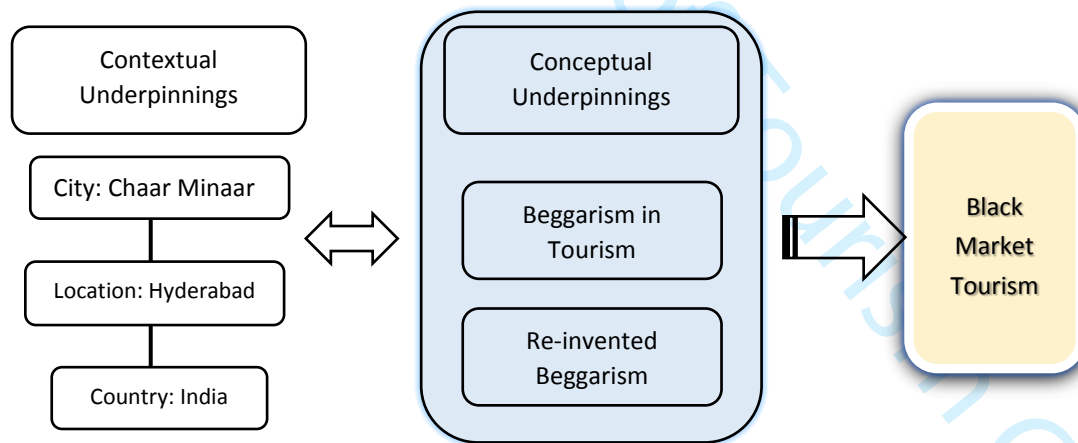 Contextual
Underpinnings
City: Chaar Minaar
Location: Hyderabad
Country: India
Conceptual
Underpinnings
Beggarism in
Tourism
Re-invented
Beggarism
Black
Market
Tourism